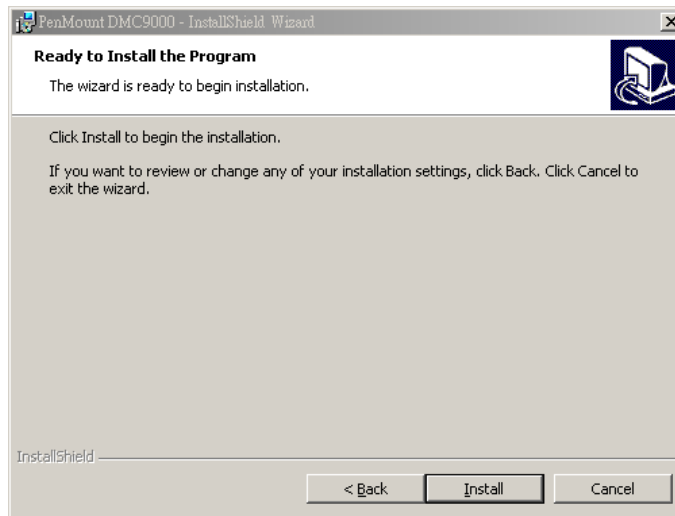 PenMount DMC9000 - InstallShield Wizard
Ready to Install the Program
The wizard is ready to begin installation.
Click Install to begin the installation.
If you want to review or change any of your installation settings, click Back. Click Cancel to
exit the wizard.
InstallShield
< Back
Install
Cancel